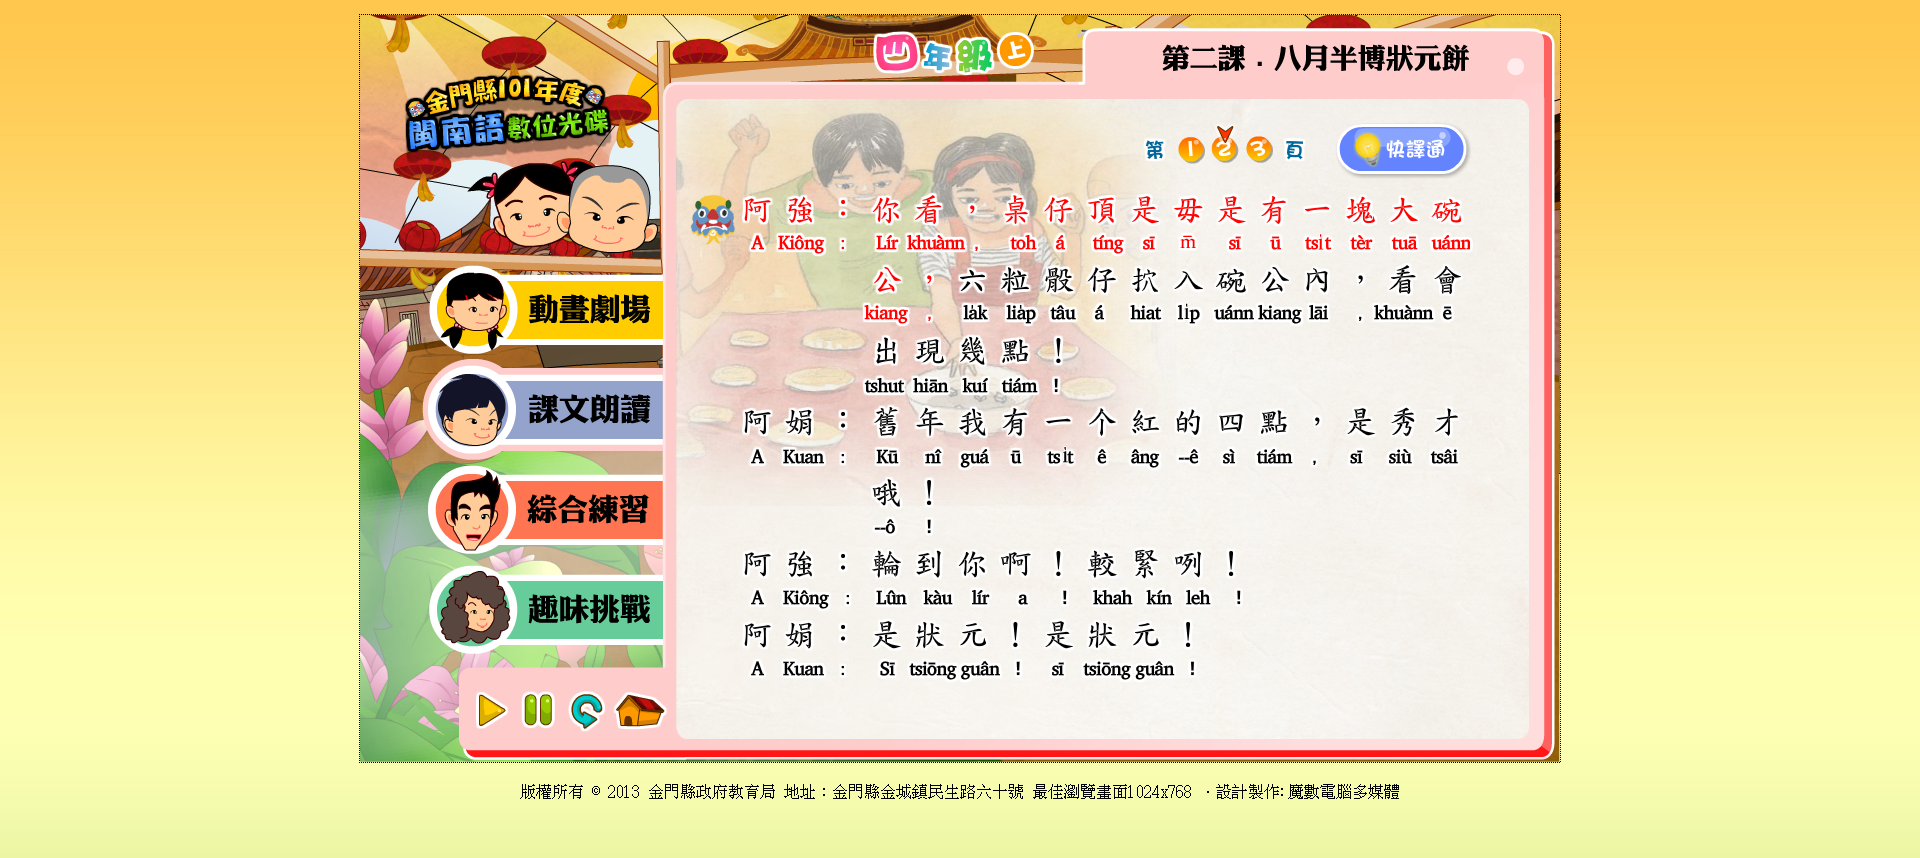 四年級上
第二課．八月半博狀元餅
金門縣101年度
閩南語數位光碟
第 1 2 3 頁
快譯通
阿強：你看，桌仔頂是毋是有一塊大碗
A Kiông : Lír khuànn , toh á tíng sī m̄ sī ū tsi̍t tèr tuā uánn
公，六粒骰仔扻入碗公內，看會
kiang , la̍k lia̍p tâu á hiat li̍p uánn kiang lāi , khuànn ē
出現幾點！
tshut hiān kuí tiám !
阿娟：舊年我有一个紅的四點，是秀才
A Kuan : Kū nî guá ū tsi̍t ê âng --ê sì tiám , sī siù tsâi
哦！
--ô !
阿強：輪到你啊！較緊咧！
A Kiông : Lûn kàu lír a ! khah kín leh !
阿娟：是狀元！是狀元！
A Kuan : Sī tsiōng guân ! sī tsiōng guân !
動畫劇場
課文朗讀
綜合練習
趣味挑戰
版權所有 © 2013 金門縣政府教育局 地址：金門縣金城鎮民生路六十號 最佳瀏覽畫面1024x768 ‧設計製作: 魔數電腦多媒體